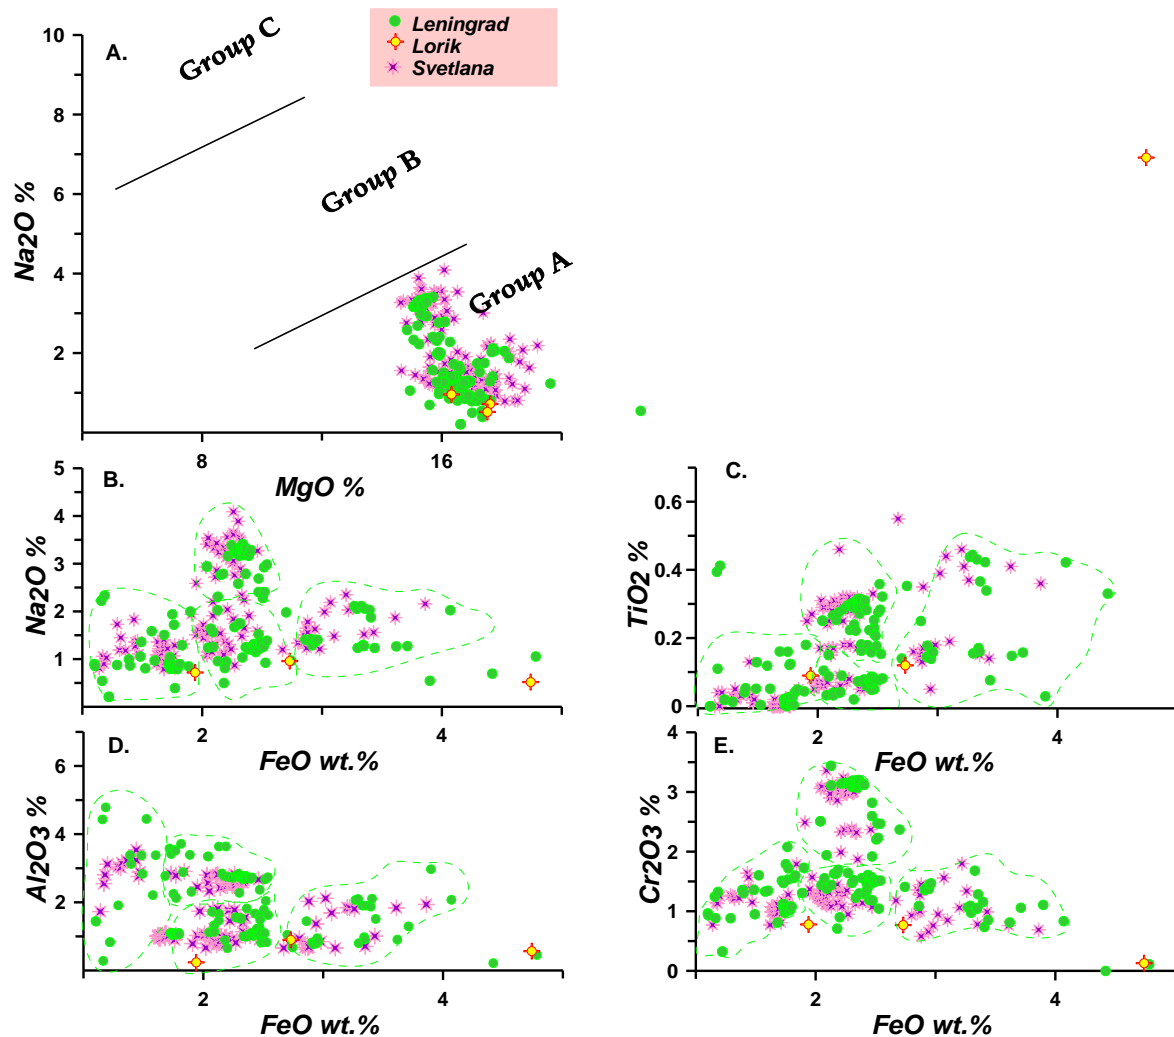 A.
Group C
Leningrad
Lorik
Svetlana
10
8
6
4
2
Na2O %
Group B
Group A
8
16
MgO %
B.
5
4
3
2
1
Na2O %
2
4
FeO wt.%
C.
0.6
0.4
0.2
0
TiO2 %
2
4
FeO wt.%
D.
6
4
2
Al2O3 %
2
4
FeO wt.%
E.
4
3
2
1
0
Cr2O3 %
2
4
FeO wt.%